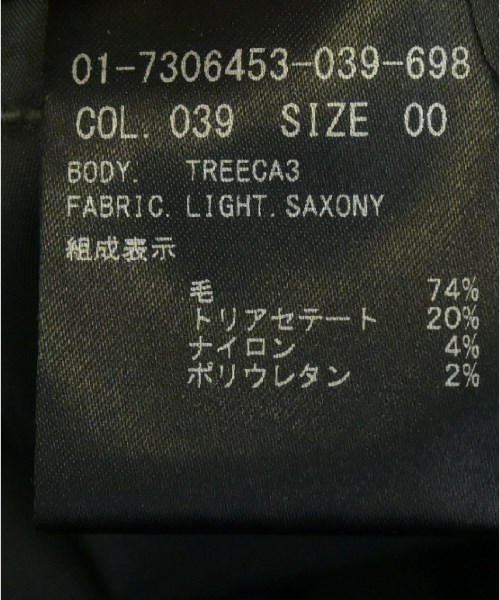 01-7306453-039-698
COL. 039 SIZE 00
BODY. TREECA3
FABRIC. LIGHT. SAXONY
組成表示
毛 74%
トリアセテート 20%
ナイロン 4%
ポリウレタン 2%